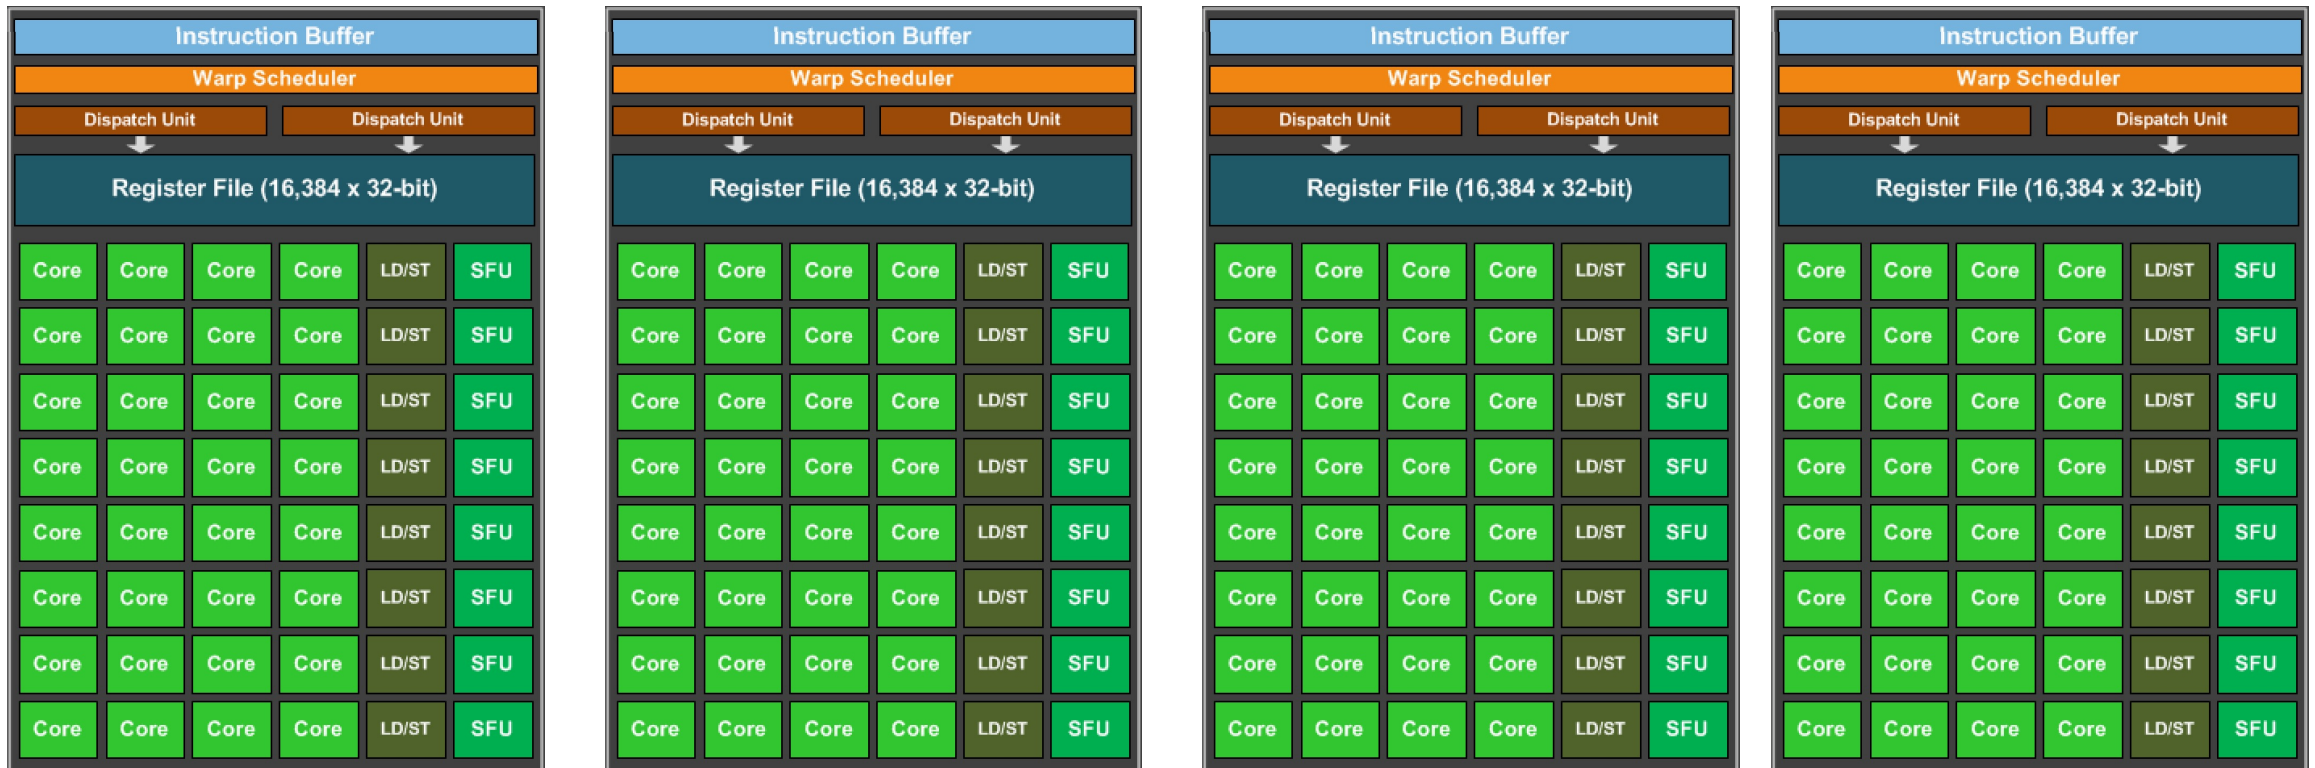 Instruction Buffer Instruction Buffer Instruction Buffer Instruction Buffer
Warp Scheduler Warp Scheduler Warp Scheduler Warp Scheduler
Dispatch Unit Dispatch Unit Dispatch Unit Dispatch Unit Dispatch Unit Dispatch Unit Dispatch Unit Dispatch Unit
Register File (16,384 x 32-bit) Register File (16,384 x 32-bit) Register File (16,384 x 32-bit) Register File (16,384 x 32-bit)
Core Core Core Core LD/ST SFU Core Core Core Core LD/ST SFU Core Core Core Core LD/ST SFU Core Core Core Core LD/ST SFU
Core Core Core Core LD/ST SFU Core Core Core Core LD/ST SFU Core Core Core Core LD/ST SFU Core Core Core Core LD/ST SFU
Core Core Core Core LD/ST SFU Core Core Core Core LD/ST SFU Core Core Core Core LD/ST SFU Core Core Core Core LD/ST SFU
Core Core Core Core LD/ST SFU Core Core Core Core LD/ST SFU Core Core Core Core LD/ST SFU Core Core Core Core LD/ST SFU
Core Core Core Core LD/ST SFU Core Core Core Core LD/ST SFU Core Core Core Core LD/ST SFU Core Core Core Core LD/ST SFU
Core Core Core Core LD/ST SFU Core Core Core Core LD/ST SFU Core Core Core Core LD/ST SFU Core Core Core Core LD/ST SFU
Core Core Core Core LD/ST SFU Core Core Core Core LD/ST SFU Core Core Core Core LD/ST SFU Core Core Core Core LD/ST SFU
Core Core Core Core LD/ST SFU Core Core Core Core LD/ST SFU Core Core Core Core LD/ST SFU Core Core Core Core LD/ST SFU